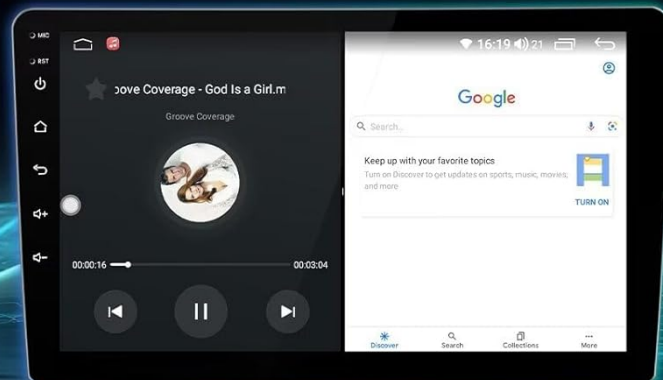 MIC
RST
16:19
21
oove Coverage - God Is a Girl.m
Groove Coverage
00:00:16
00:03:04
Google
Search..
Keep up with your favorite topics
Turn on Discover to get updates on sports, music, movies,
and more
TURN ON
Discover
Search
Collections
More